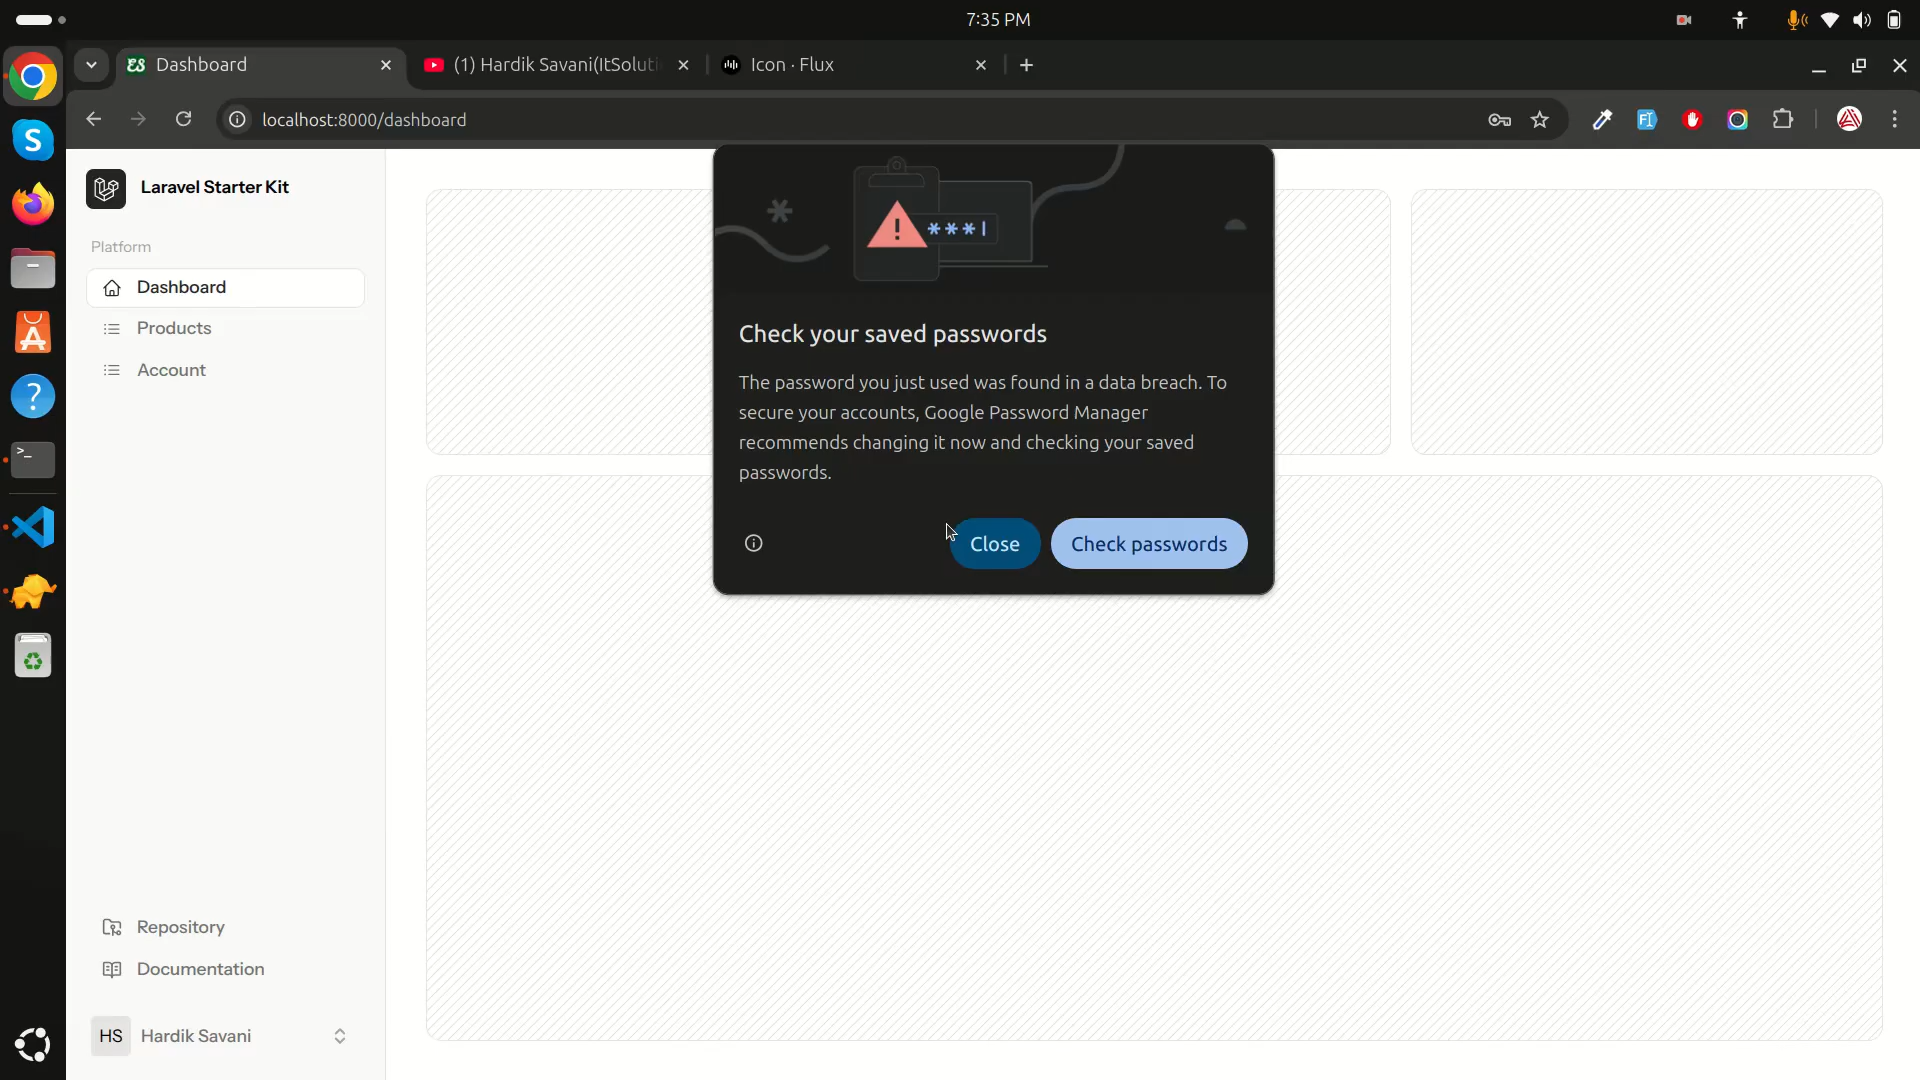 7:35 PM
Dashboard
(1) Hardik Savani(ItSoluti
Icon · Flux
localhost:8000/dashboard
Laravel Starter Kit
Platform
Dashboard
Products
Account
***|
Check your saved passwords
The password you just used was found in a data breach. To
secure your accounts, Google Password Manager
recommends changing it now and checking your saved
passwords.
Close
Check passwords
Repository
Documentation
HS
Hardik Savani